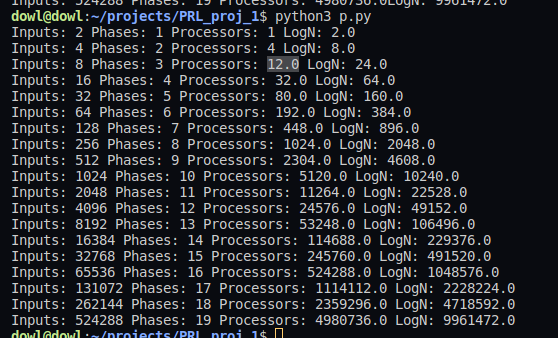 Inputs: 524288 Phases: 19 Processors: 4980736.0LogN: 9961472.0
dowl@dowl:~/projects/PRL_proj_1$ python3 p.py
Inputs: 2 Phases: 1 Processors: 1 LogN: 2.0
Inputs: 4 Phases: 2 Processors: 4 LogN: 8.0
Inputs: 8 Phases: 3 Processors: 12.0 LogN: 24.0
Inputs: 16 Phases: 4 Processors: 32.0 LogN: 64.0
Inputs: 32 Phases: 5 Processors: 80.0 LogN: 160.0
Inputs: 64 Phases: 6 Processors: 192.0 LogN: 384.0
Inputs: 128 Phases: 7 Processors: 448.0 LogN: 896.0
Inputs: 256 Phases: 8 Processors: 1024.0 LogN: 2048.0
Inputs: 512 Phases: 9 Processors: 2304.0 LogN: 4608.0
Inputs: 1024 Phases: 10 Processors: 5120.0 LogN: 10240.0
Inputs: 2048 Phases: 11 Processors: 11264.0 LogN: 22528.0
Inputs: 4096 Phases: 12 Processors: 24576.0 LogN: 49152.0
Inputs: 8192 Phases: 13 Processors: 53248.0 LogN: 106496.0
Inputs: 16384 Phases: 14 Processors: 114688.0 LogN: 229376.0
Inputs: 32768 Phases: 15 Processors: 245760.0 LogN: 491520.0
Inputs: 65536 Phases: 16 Processors: 524288.0 LogN: 1048576.0
Inputs: 131072 Phases: 17 Processors: 1114112.0 LogN: 2228224.0
Inputs: 262144 Phases: 18 Processors: 2359296.0 LogN: 4718592.0
Inputs: 524288 Phases: 19 Processors: 4980736.0 LogN: 9961472.0
dowl@dowl:~/projects/PRL_proj_1$